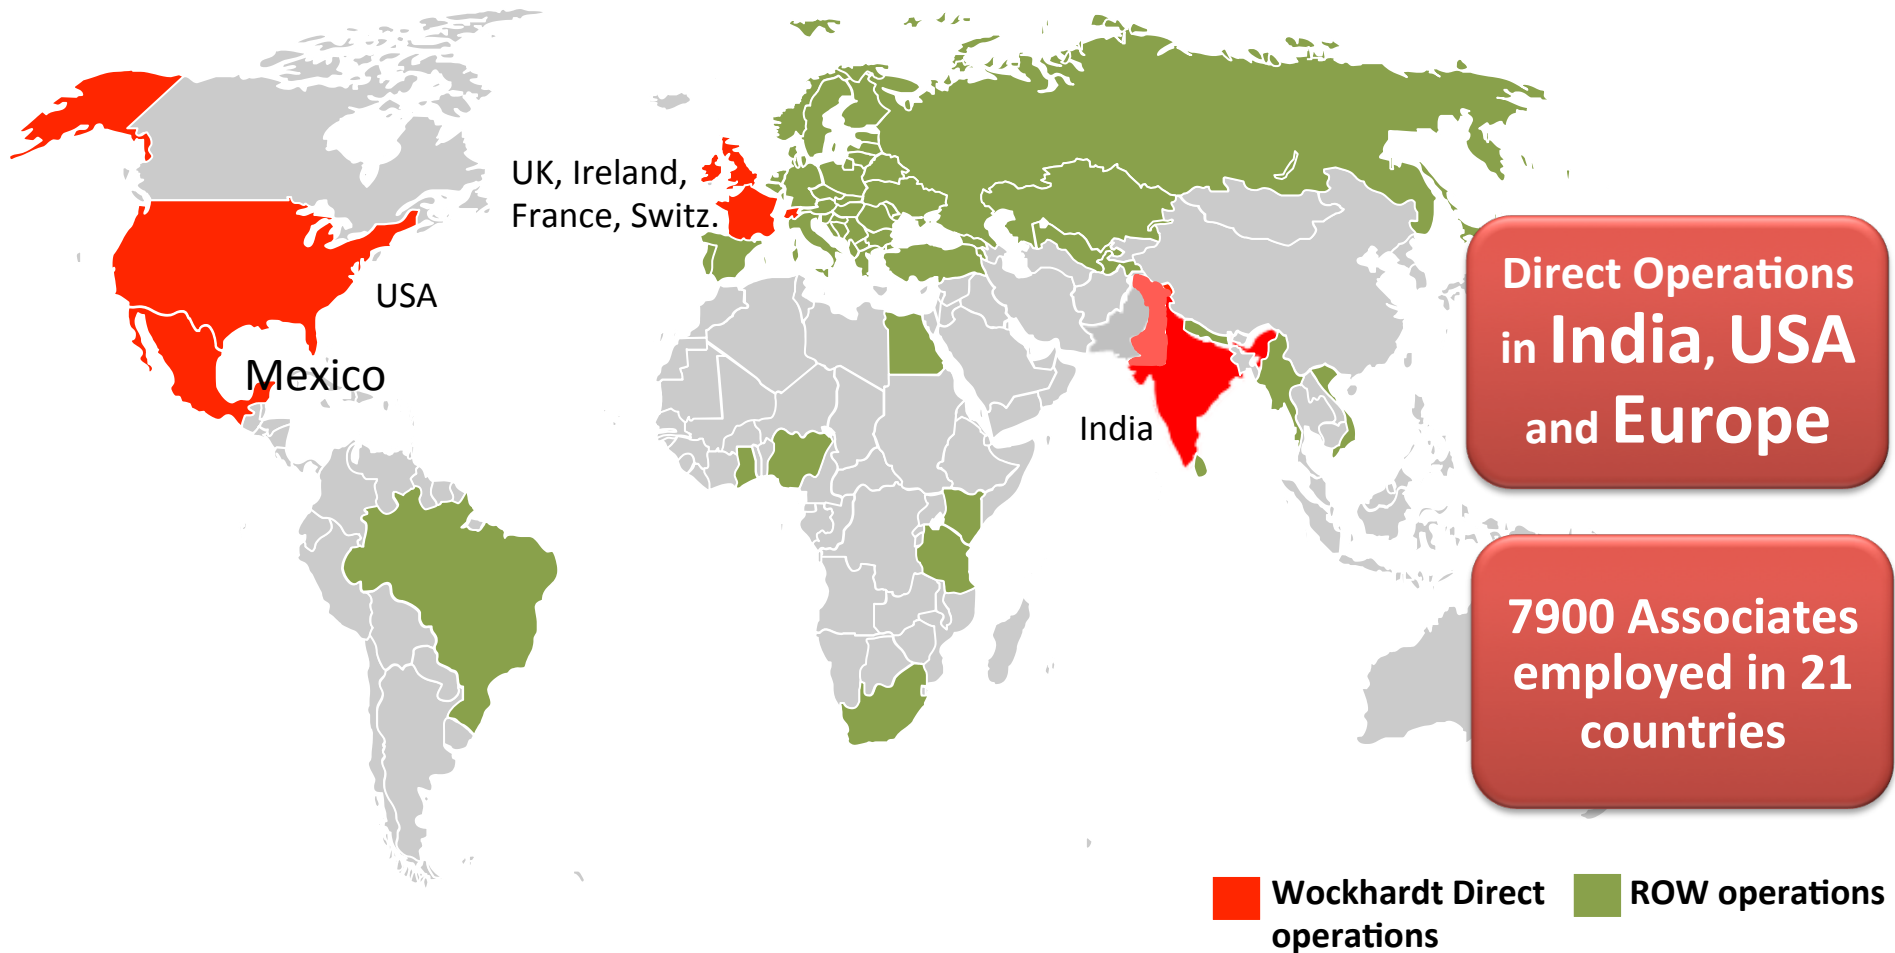 UK, Ireland,
France, Switz.
USA
Mexico
India
Direct Operations
in India, USA
and Europe
7900 Associates
employed in 21
countries
Wockhardt Direct
operations
ROW operations